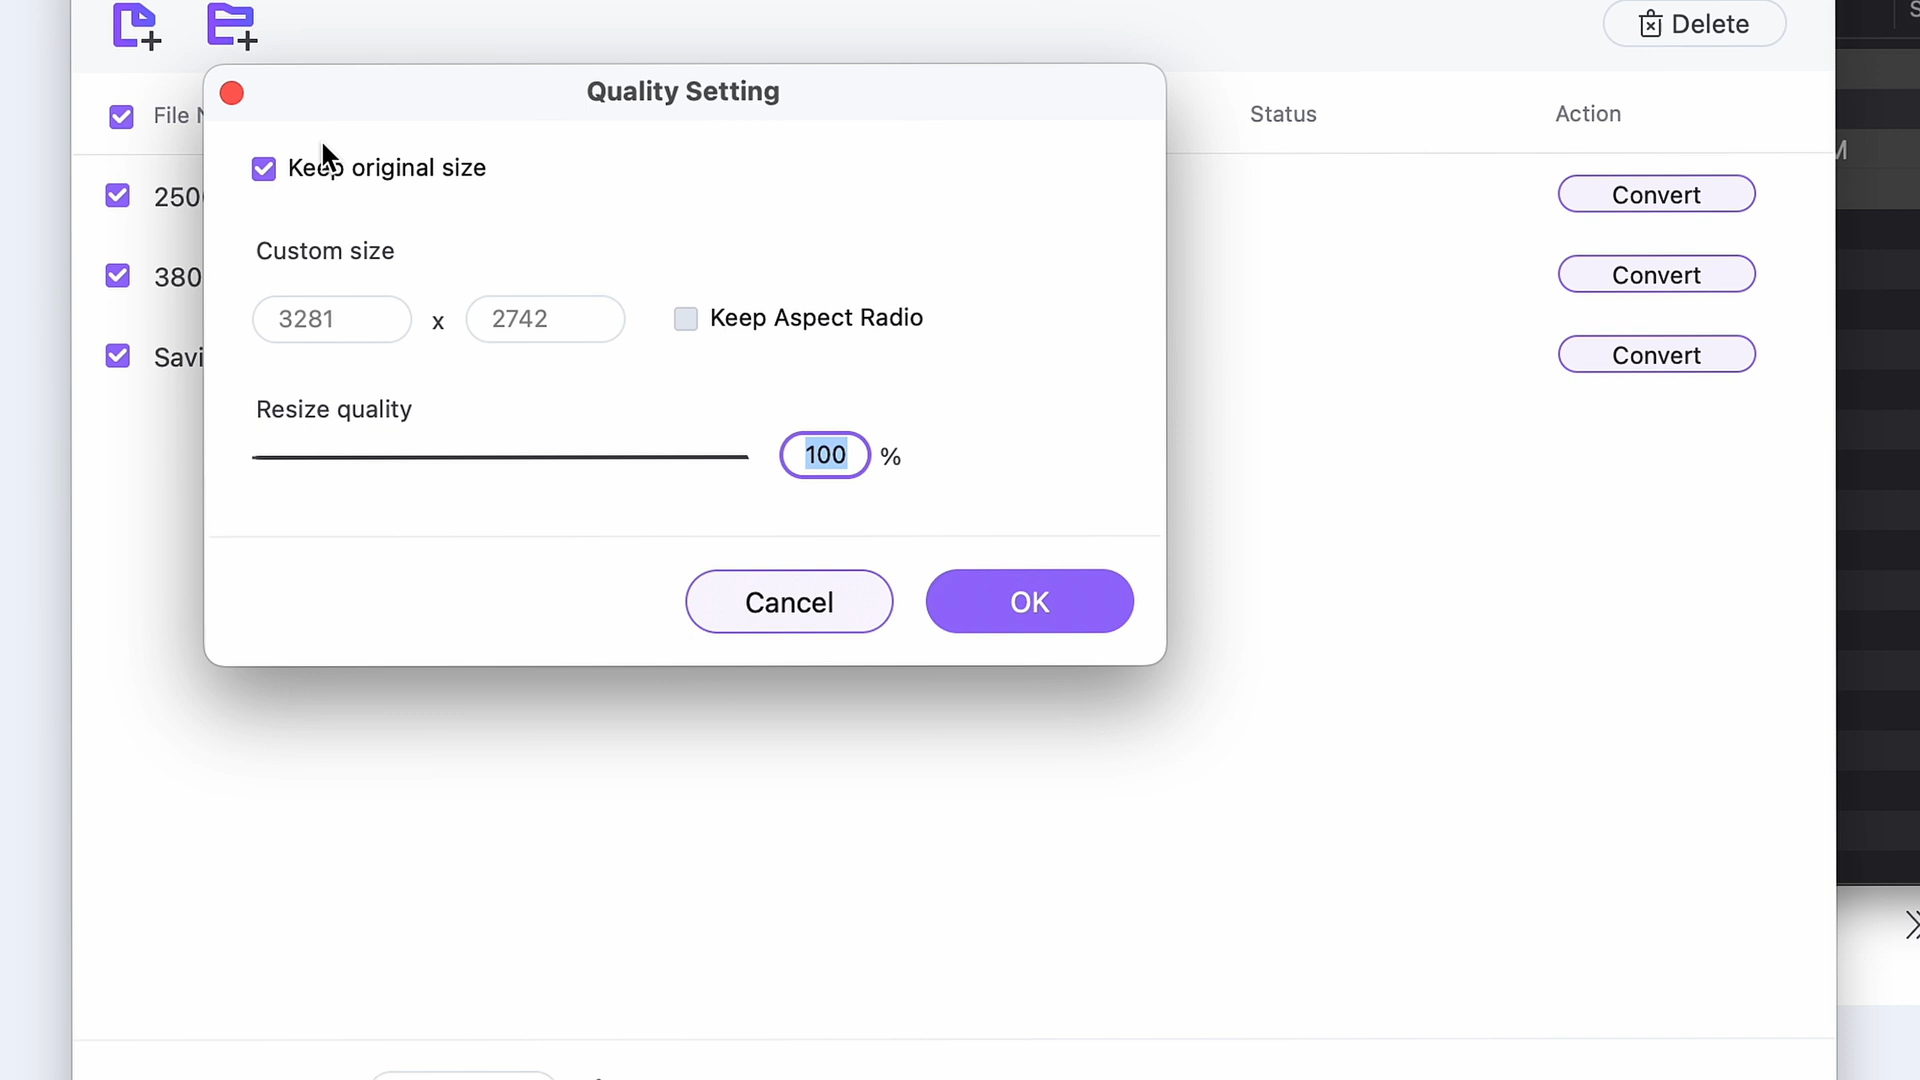 Delete
Quality Setting
File
Status
Action
Keep original size
250
Convert
Custom size
380
Convert
3281 x 2742 Keep Aspect Radio
Savi
Convert
Resize quality
100 %
Cancel
OK